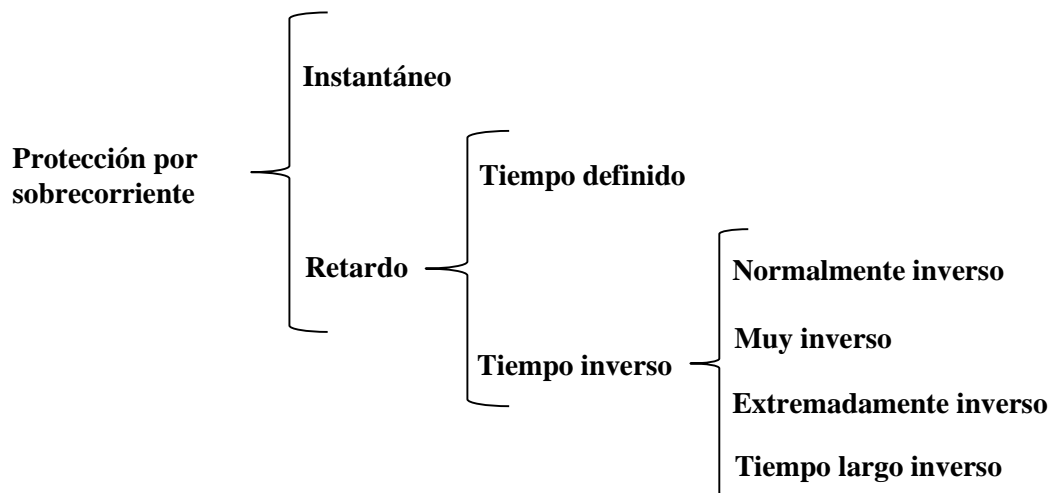 Protección por
sobrecorriente
Instantáneo
Retardo
Tiempo definido
Tiempo inverso
Normalmente inverso
Muy inverso
Extremadamente inverso
Tiempo largo inverso